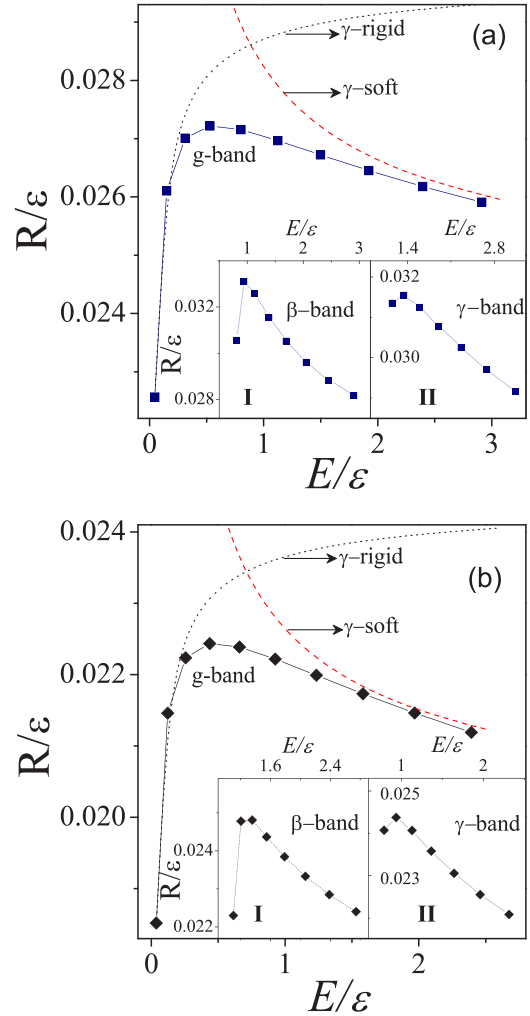 (a)
γ−rigid
0.028
γ−soft
g-band
R/ε
0.026
E/ε
E/ε
1 2 3
1.4 2.8
0.032
β−band
0.031
γ−band
0.024
R/ε
0.030
0.028
I
II
0 1 2 3
E/ε
0.024
(b)
γ−rigid
γ−soft
0.022
g-band
R/ε
E/ε
E/ε
1.6 2.4
1 2
0.020
β−band
0.025
γ−band
R/ε
0.024
0.023
0.022
I
II
0 1 2
E/ε